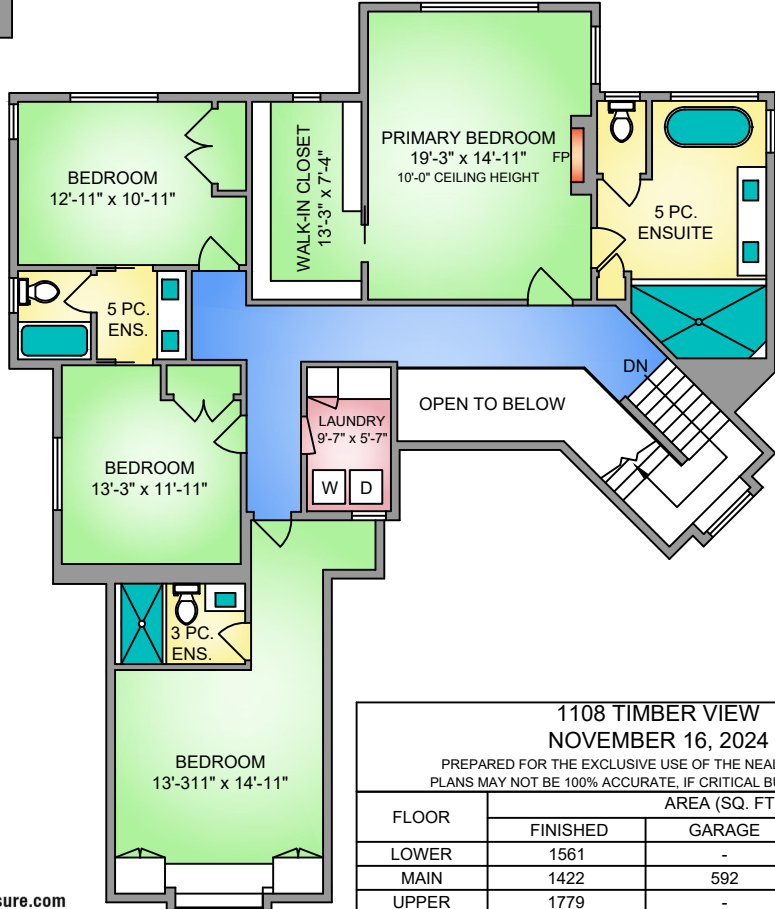 PRIMARY BEDROOM
19'-3" x 14'-11"
10'-0" CEILING HEIGHT
FP
WALK-IN CLOSET
13'-3" x 7'-4"
BEDROOM
12'-11" x 10'-11"
5 PC.
ENSUITE
5 PC.
ENS.
DN
OPEN TO BELOW
LAUNDRY
9'-7" x 5'-7"
W D
BEDROOM
13'-3" x 11'-11"
3 PC.
ENS.
BEDROOM
13'-311" x 14'-11"
1108 TIMBER VIEW
NOVEMBER 16, 2024
PREPARED FOR THE EXCLUSIVE USE OF THE NEAL
PLANS MAY NOT BE 100% ACCURATE, IF CRITICAL BU
FLOOR AREA (SQ. FT
FINISHED GARAGE
LOWER 1561 -
MAIN 1422 592
UPPER 1779 -
sure.com